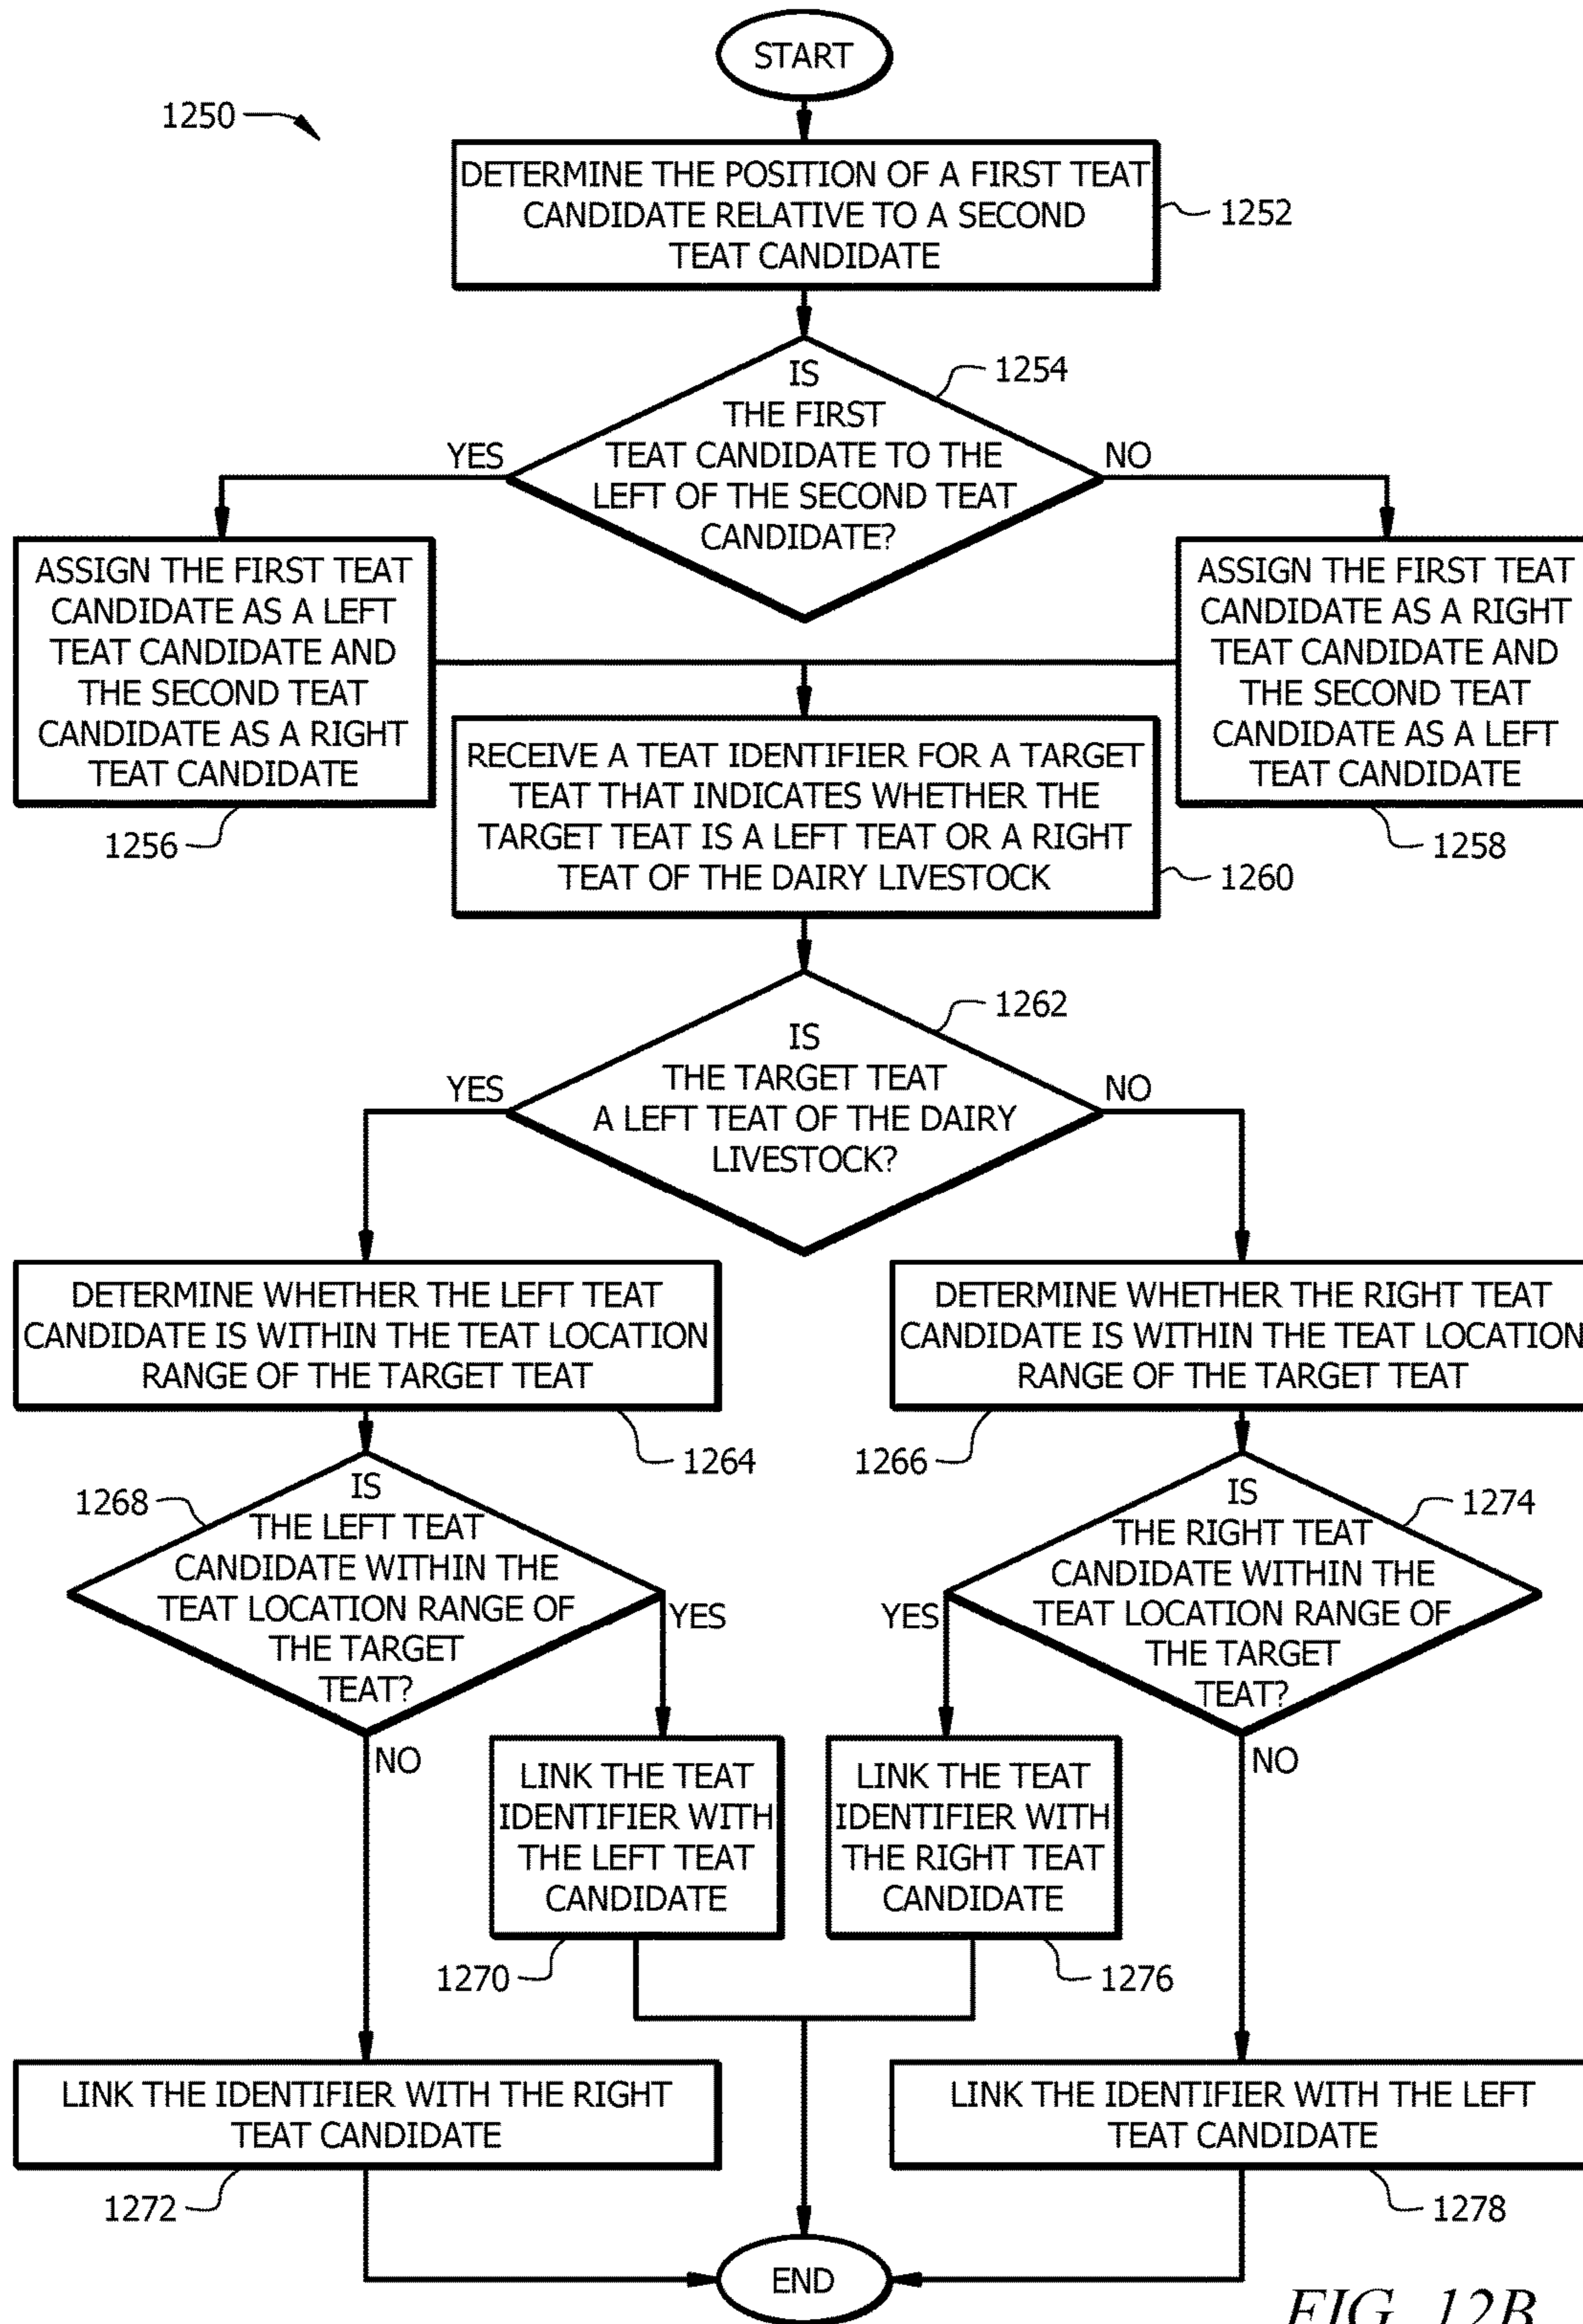 START
1250
DETERMINE THE POSITION OF A FIRST TEAT
CANDIDATE RELATIVE TO A SECOND
TEAT CANDIDATE
1252
IS
THE FIRST
TEAT CANDIDATE TO THE
LEFT OF THE SECOND TEAT
CANDIDATE?
1254
YES
NO
ASSIGN THE FIRST TEAT
CANDIDATE AS A LEFT
TEAT CANDIDATE AND
THE SECOND TEAT
CANDIDATE AS A RIGHT
TEAT CANDIDATE
1256
ASSIGN THE FIRST TEAT
CANDIDATE AS A RIGHT
TEAT CANDIDATE AND
THE SECOND TEAT
CANDIDATE AS A LEFT
TEAT CANDIDATE
1258
RECEIVE A TEAT IDENTIFIER FOR A TARGET
TEAT THAT INDICATES WHETHER THE
TARGET TEAT IS A LEFT TEAT OR A RIGHT
TEAT OF THE DAIRY LIVESTOCK
1260
IS
THE TARGET TEAT
A LEFT TEAT OF THE DAIRY
LIVESTOCK?
1262
YES
NO
DETERMINE WHETHER THE LEFT TEAT
CANDIDATE IS WITHIN THE TEAT LOCATION
RANGE OF THE TARGET TEAT
1264
DETERMINE WHETHER THE RIGHT TEAT
CANDIDATE IS WITHIN THE TEAT LOCATION
RANGE OF THE TARGET TEAT
1266
1268
IS
THE LEFT TEAT
CANDIDATE WITHIN THE
TEAT LOCATION RANGE OF
THE TARGET
TEAT?
YES
NO
IS
THE RIGHT TEAT
CANDIDATE WITHIN THE
TEAT LOCATION RANGE OF
THE TARGET
TEAT?
1274
YES
NO
LINK THE TEAT
IDENTIFIER WITH
THE LEFT TEAT
CANDIDATE
1270
LINK THE TEAT
IDENTIFIER WITH
THE RIGHT TEAT
CANDIDATE
1276
LINK THE IDENTIFIER WITH THE RIGHT
TEAT CANDIDATE
1272
LINK THE IDENTIFIER WITH THE LEFT
TEAT CANDIDATE
1278
END
FIG. 12B